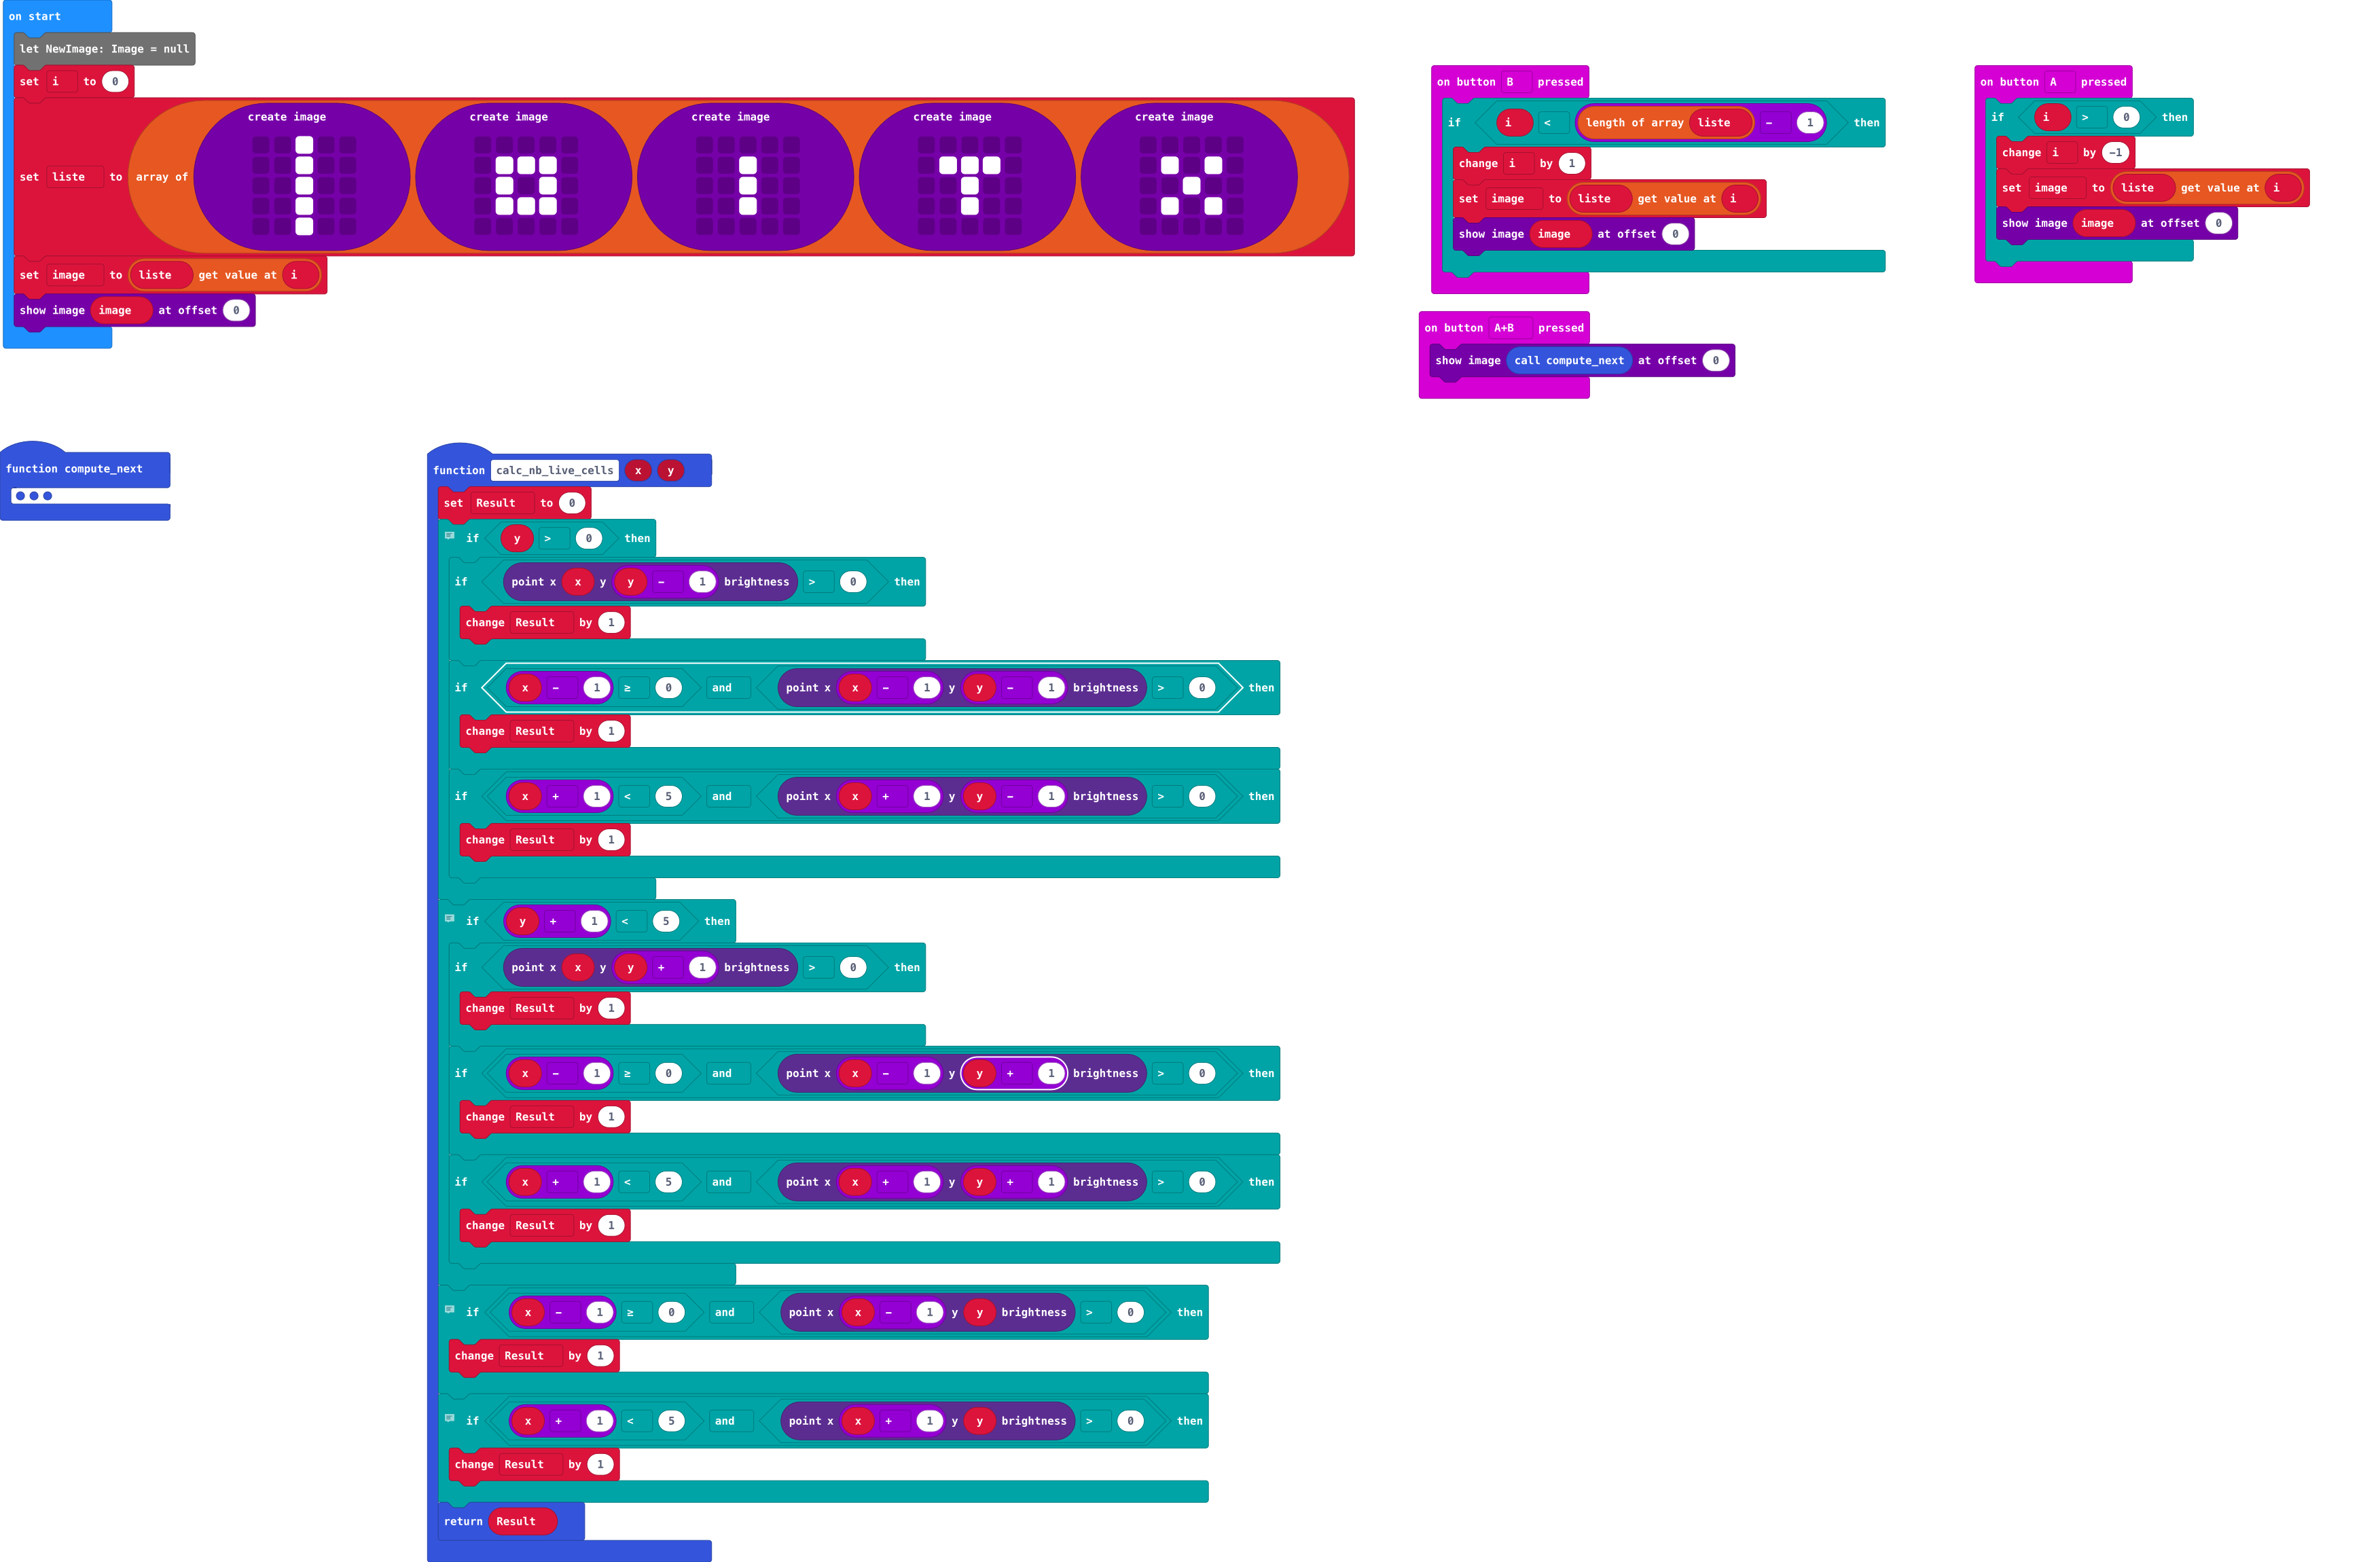 on start
let NewImage: Image = null
set i to 0
create image create image create image create image create image
set liste to array of
set image to liste get value at i
show image image at offset 0
on button B pressed
if i < length of array liste - 1 then
change i by 1
set image to liste get value at i
show image image at offset 0
on button A pressed
if i > 0 then
change i by -1
set image to liste get value at i
show image image at offset 0
on button A+B pressed
show image call compute_next at offset 0
function compute_next
function calc_nb_live_cells x y
set Result to 0
if y > 0 then
if point x x y y - 1 brightness > 0 then
change Result by 1
if x - 1 ≥ 0 and point x x - 1 y y - 1 brightness > 0 then
change Result by 1
if x + 1 < 5 and point x x + 1 y y - 1 brightness > 0 then
change Result by 1
if y + 1 < 5 then
if point x x y y + 1 brightness > 0 then
change Result by 1
if x - 1 ≥ 0 and point x x - 1 y y + 1 brightness > 0 then
change Result by 1
if x + 1 < 5 and point x x + 1 y y + 1 brightness > 0 then
change Result by 1
if x - 1 ≥ 0 and point x x - 1 y y brightness > 0 then
change Result by 1
if x + 1 < 5 and point x x + 1 y y brightness > 0 then
change Result by 1
return Result